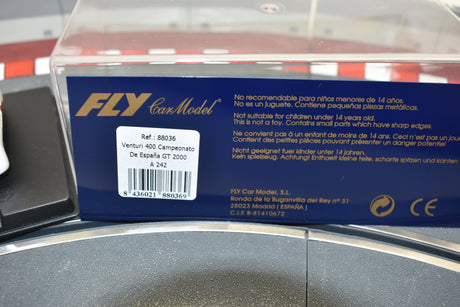 FLY Car Model
Ref.: 88036
Venturi 400 Campeonato
De España GT 2000
A 242
8 436021 880369
No recomendable para niños menores de 14 años.
No es un juguete. Contiene pequeñas piezas metálicas.
Not suitable for children under 14 years old.
This is not a toy. Contains small parts which have sharp edges.
Ne convient pas à un enfant de moins de 14 ans. Ceci n'est pas un jouet
Contient des petites pièces pouvant présenter un danger
Nicht geeignet fuer kinder unter 14 Jahren.
Kein spielzeug. Achtung! Enthaelt kleine teile, scharfe spitzen und kanten
FLY Car Model, S.L.
Ronda de la Buganvilla del Rey nº 31
28023 Madrid ( ESPAÑA )
C.I.F. B-81410672
CE